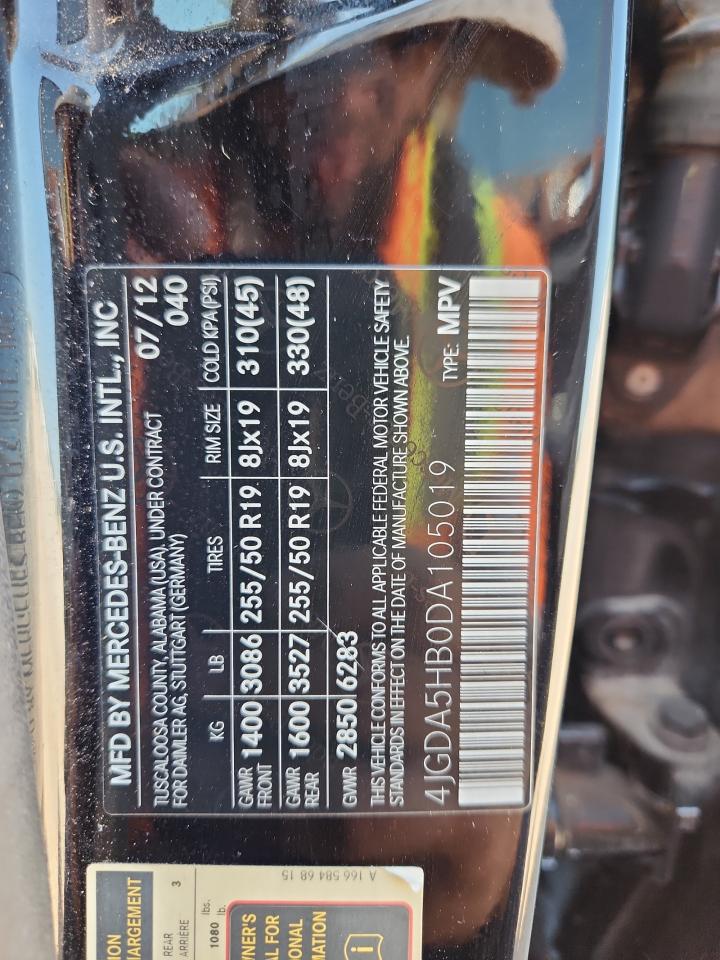 MFD BY MERCEDES-BENZ U.S. INTL., INC
TUSCALOOSA COUNTY, ALABAMA (USA), UNDER CONTRACT 07/12
FOR DAIMLER AG, STUTTGART (GERMANY) 040
KG LB TIRES RIM SIZE COLD KPA(PSI)
GAWR FRONT 1400 3086 255/50 R19 8Jx19 310(45)
GAWR REAR 1600 3527 255/50 R19 8Jx19 330(48)
GVWR 2850 6283
THIS VEHICLE CONFORMS TO ALL APPLICABLE FEDERAL MOTOR VEHICLE SAFETY
STANDARDS IN EFFECT ON THE DATE OF MANUFACTURE SHOWN ABOVE.
4JGDA5HB0DA105019 TYPE: MPV
REAR
ARRIÈRE 3
1080 lbs.
lb.
A 166 584 68 15